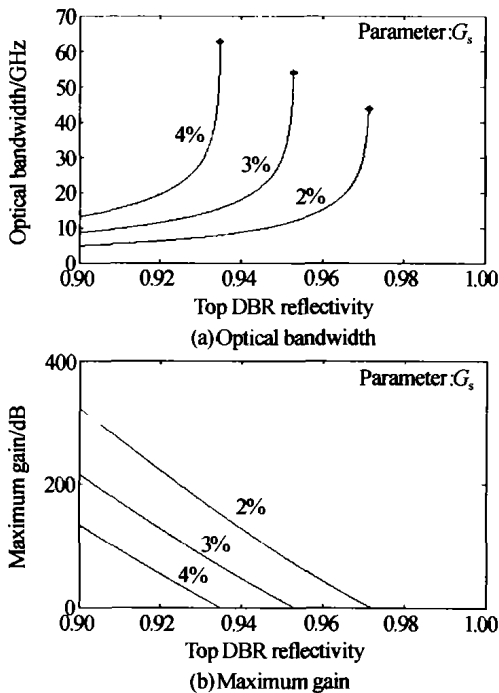 70
Parameter:Gₛ
60
50
40
30
20
10
0
Optical bandwidth/GHz
4%
3%
2%
0.90 0.92 0.94 0.96 0.98 1.00
Top DBR reflectivity
(a)Optical bandwidth
400
Parameter:Gₛ
200
0
Maximum gain/dB
2%
3%
4%
0.90 0.92 0.94 0.96 0.98 1.00
Top DBR reflectivity
(b)Maximum gain